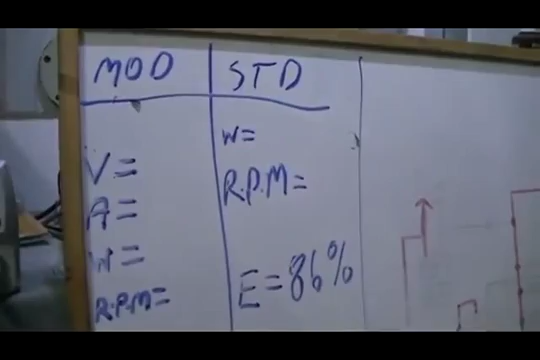 MOD STD
W=
V= R.P.M=
A=
W= E=86%
R.P.M=